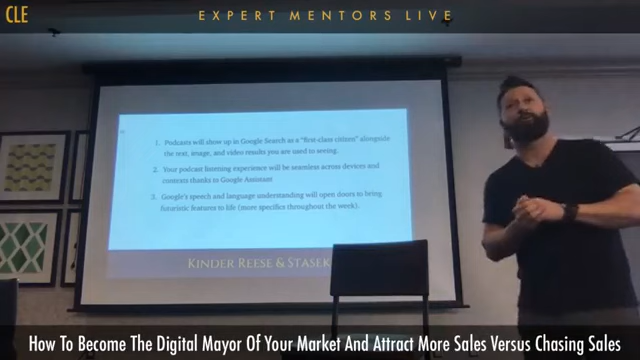 CLE
EXPERT MENTORS LIVE
1. Podcasts will show up in Google Search as a "first-class citizen" alongside
the text, image, and video results you are used to seeing.
2. Your podcast listening experience will be seamless across devices and
contexts thanks to Google Assistant
3. Google's speech and language understanding will open doors to bring
futuristic features to life (more specifics throughout the week).
KINDER REESE & STASEK
How To Become The Digital Mayor Of Your Market And Attract More Sales Versus Chasing Sales